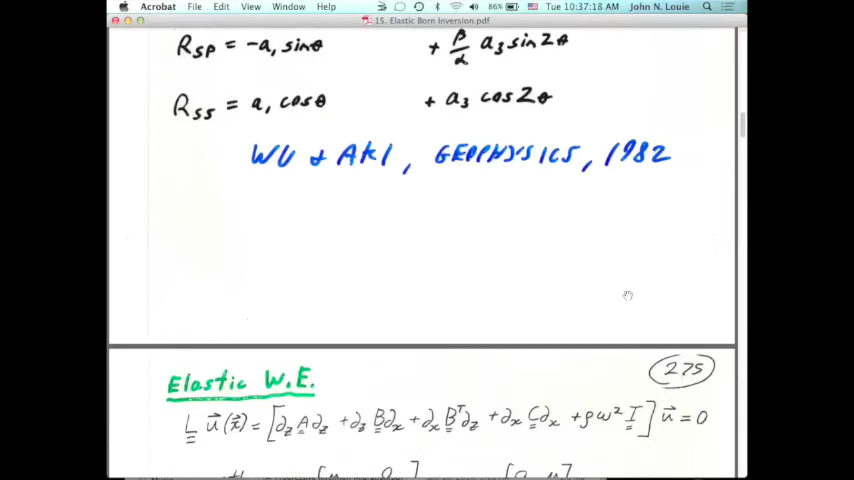 Acrobat File Edit View Window Help 86% Tue 10:37:18 AM John N. Louie
15. Elastic Born Inversion.pdf
R_SP = -a₁ sinθ + β/α a₃ sin2θ
R_SS = a₁ cosθ + a₃ cos2θ
WU & AKI, GEOPHYSICS, 1982
275
Elastic W.E.
L u⃗(x⃗) = [∂z A ∂z + ∂z B ∂x + ∂x Bᵀ ∂z + ∂x C ∂x + ρω² I] u⃗ = 0